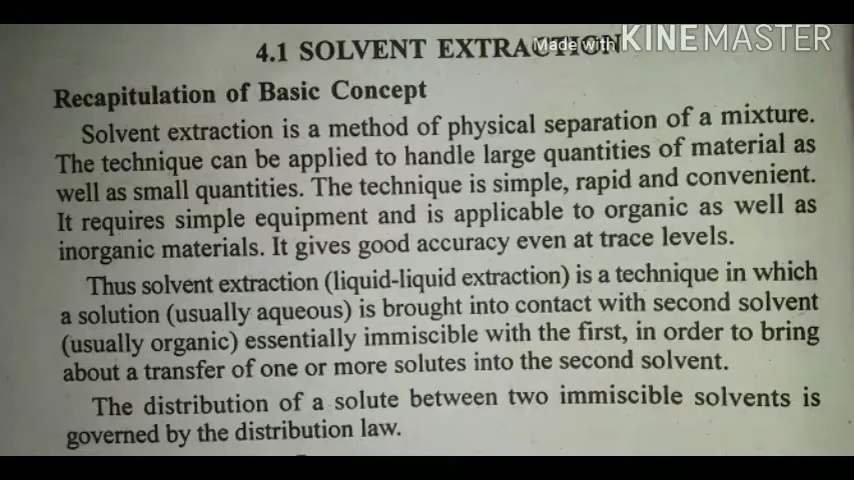 Made with KINEMASTER
4.1 SOLVENT EXTRACTION
Recapitulation of Basic Concept
Solvent extraction is a method of physical separation of a mixture.
The technique can be applied to handle large quantities of material as
well as small quantities. The technique is simple, rapid and convenient.
It requires simple equipment and is applicable to organic as well as
inorganic materials. It gives good accuracy even at trace levels.
Thus solvent extraction (liquid-liquid extraction) is a technique in which
a solution (usually aqueous) is brought into contact with second solvent
(usually organic) essentially immiscible with the first, in order to bring
about a transfer of one or more solutes into the second solvent.
The distribution of a solute between two immiscible solvents is
governed by the distribution law.